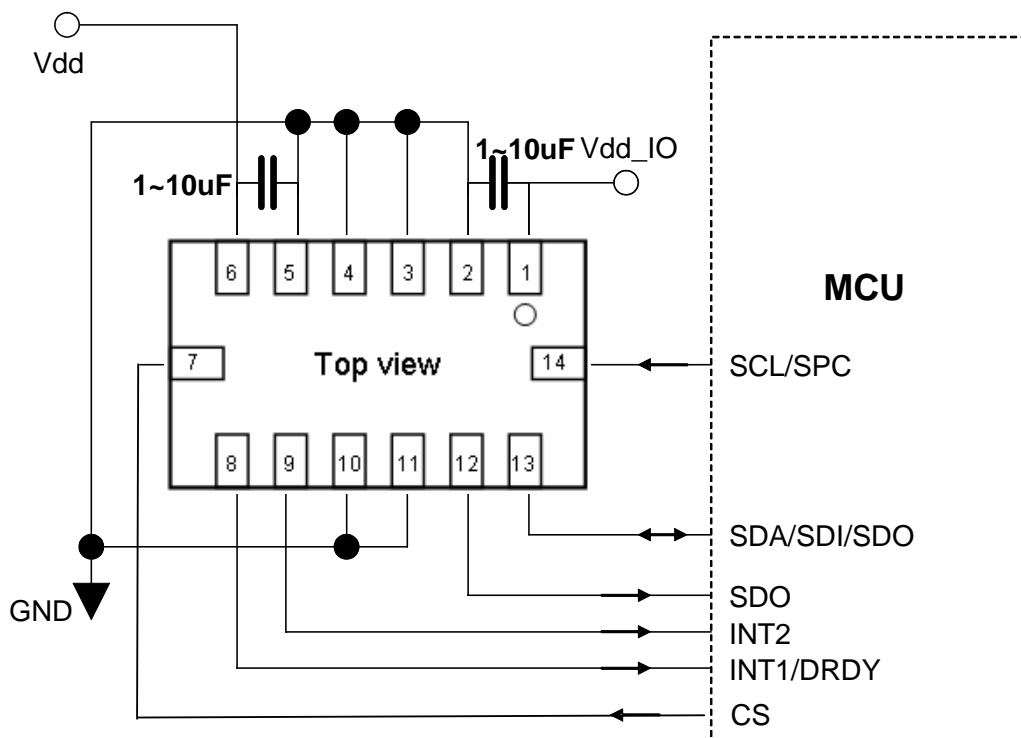 Vdd
1~10uF Vdd_IO
1~10uF
6 5 4 3 2 1
MCU
7 Top view 14 SCL/SPC
8 9 10 11 12 13
SDA/SDI/SDO
SDO
GND
INT2
INT1/DRDY
CS